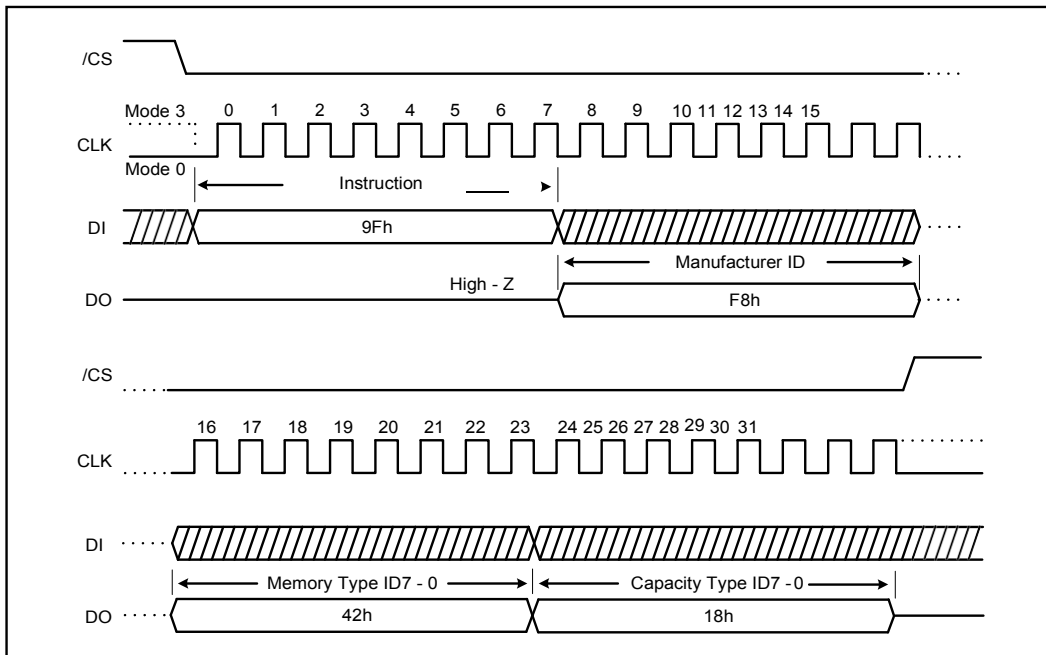 /CS
Mode 3 0 1 2 3 4 5 6 7 8 9 10 11 12 13 14 15
CLK
Mode 0
Instruction
DI 9Fh
Manufacturer ID
High - Z
DO F8h
/CS
16 17 18 19 20 21 22 23 24 25 26 27 28 29 30 31
CLK
DI
Memory Type ID7 - 0 Capacity Type ID7 - 0
DO 42h 18h